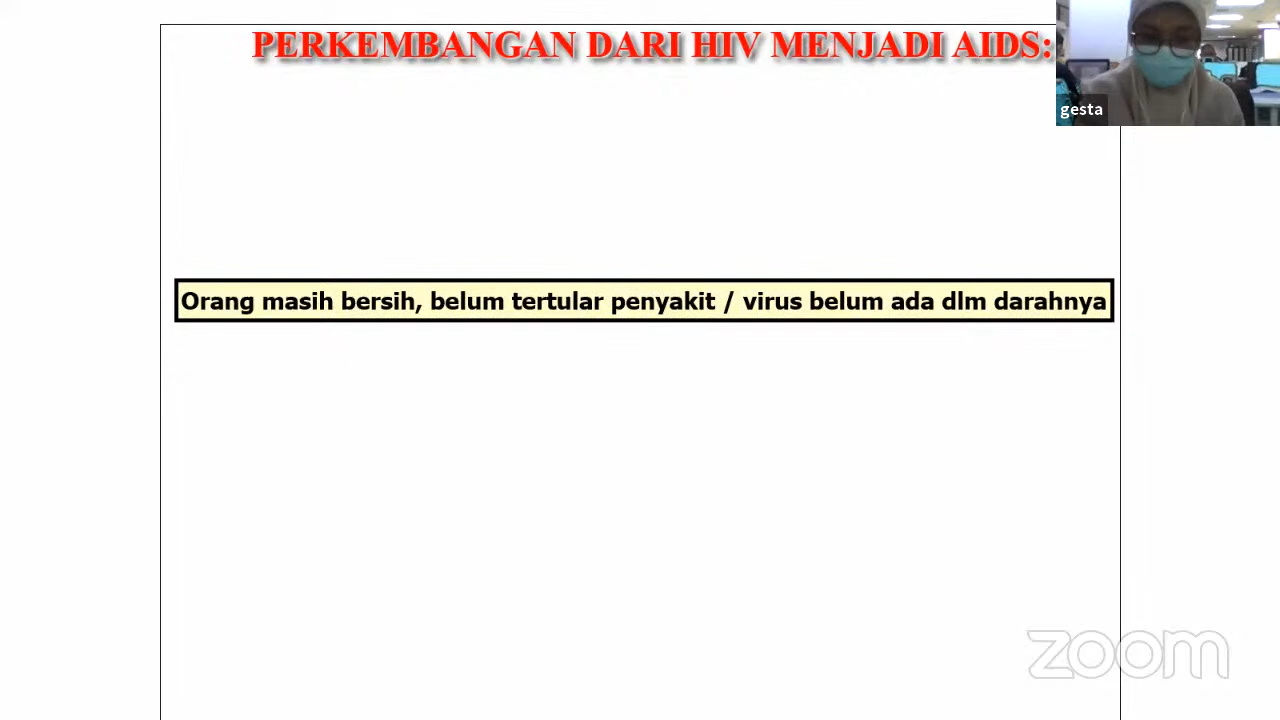 PERKEMBANGAN DARI HIV MENJADI AIDS:
gesta
Orang masih bersih, belum tertular penyakit / virus belum ada dlm darahnya
zoom